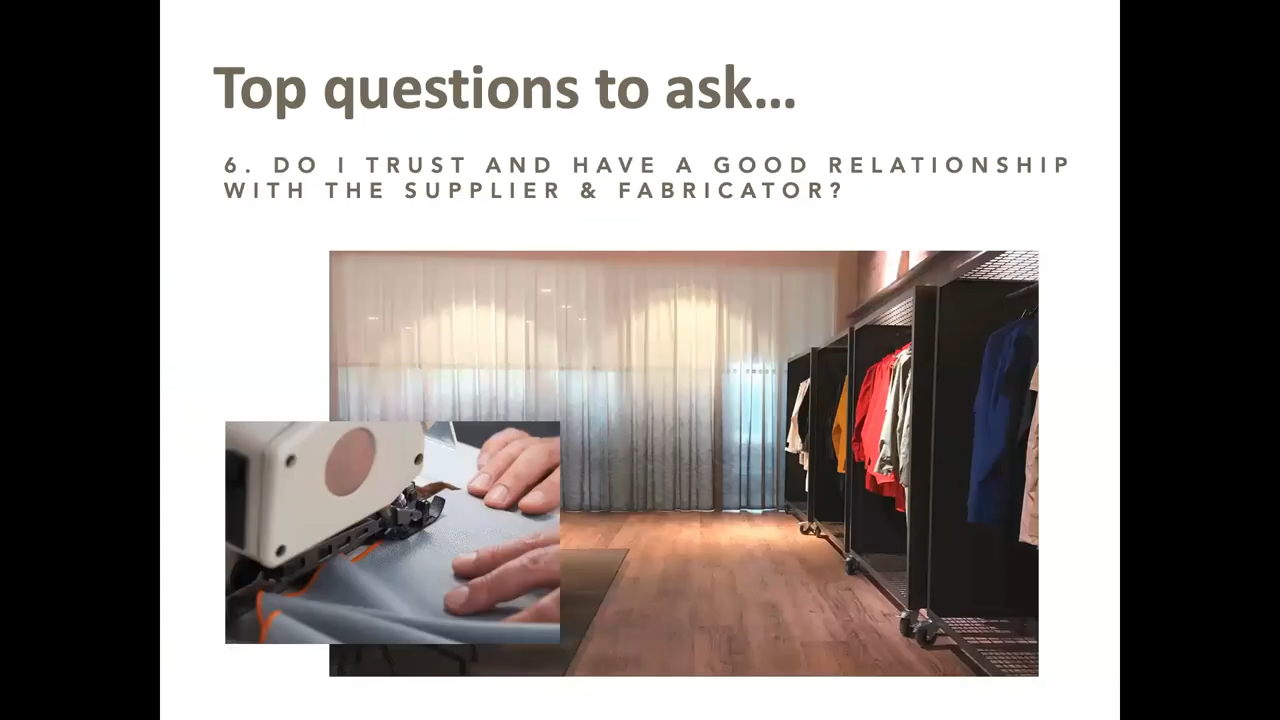 Top questions to ask...
6. DO I TRUST AND HAVE A GOOD RELATIONSHIP
WITH THE SUPPLIER & FABRICATOR?